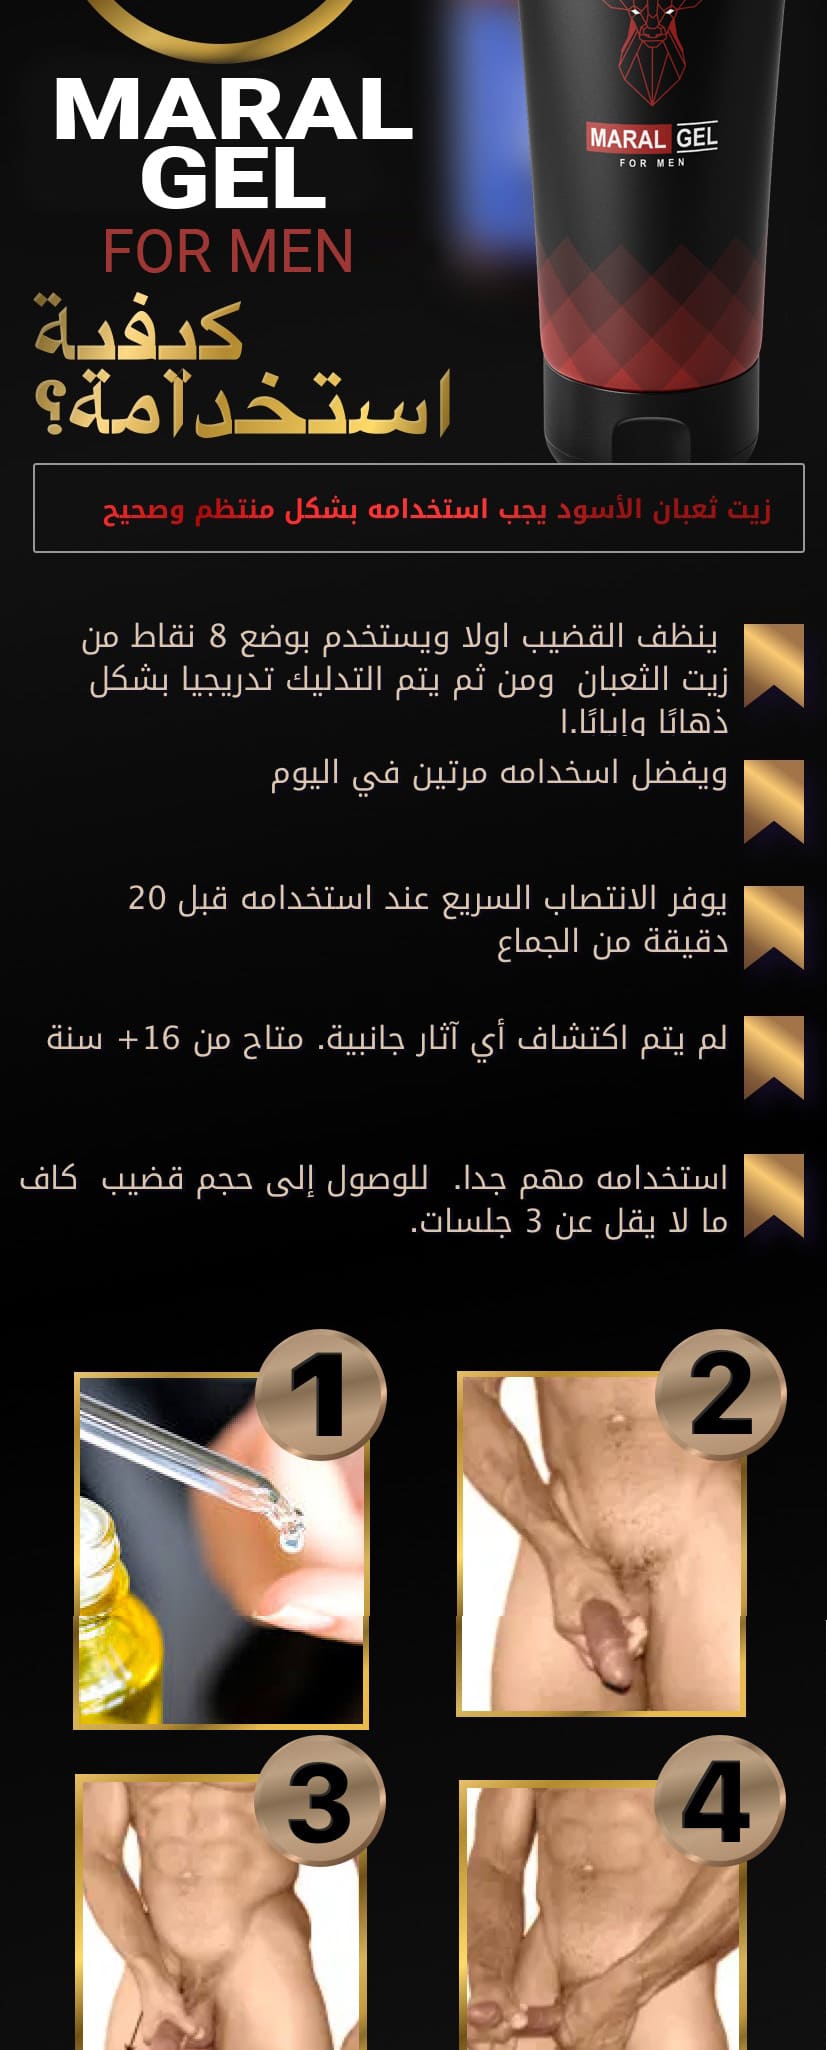 MARAL
GEL
FOR MEN
كيفية
استخدامة؟
MARAL GEL
FOR MEN
زيت ثعبان الأسود يجب استخدامه بشكل منتظم وصحيح
ينظف القضيب اولا ويستخدم بوضع 8 نقاط من
زيت الثعبان ومن ثم يتم التدليك تدريجيا بشكل
ذهابًا وإيابًا.ا
ويفضل اسخدامه مرتين في اليوم
يوفر الانتصاب السريع عند استخدامه قبل 20
دقيقة من الجماع
لم يتم اكتشاف أي آثار جانبية. متاح من 16+ سنة
استخدامه مهم جدا. للوصول إلى حجم قضيب كاف
ما لا يقل عن 3 جلسات.
1
2
3
4